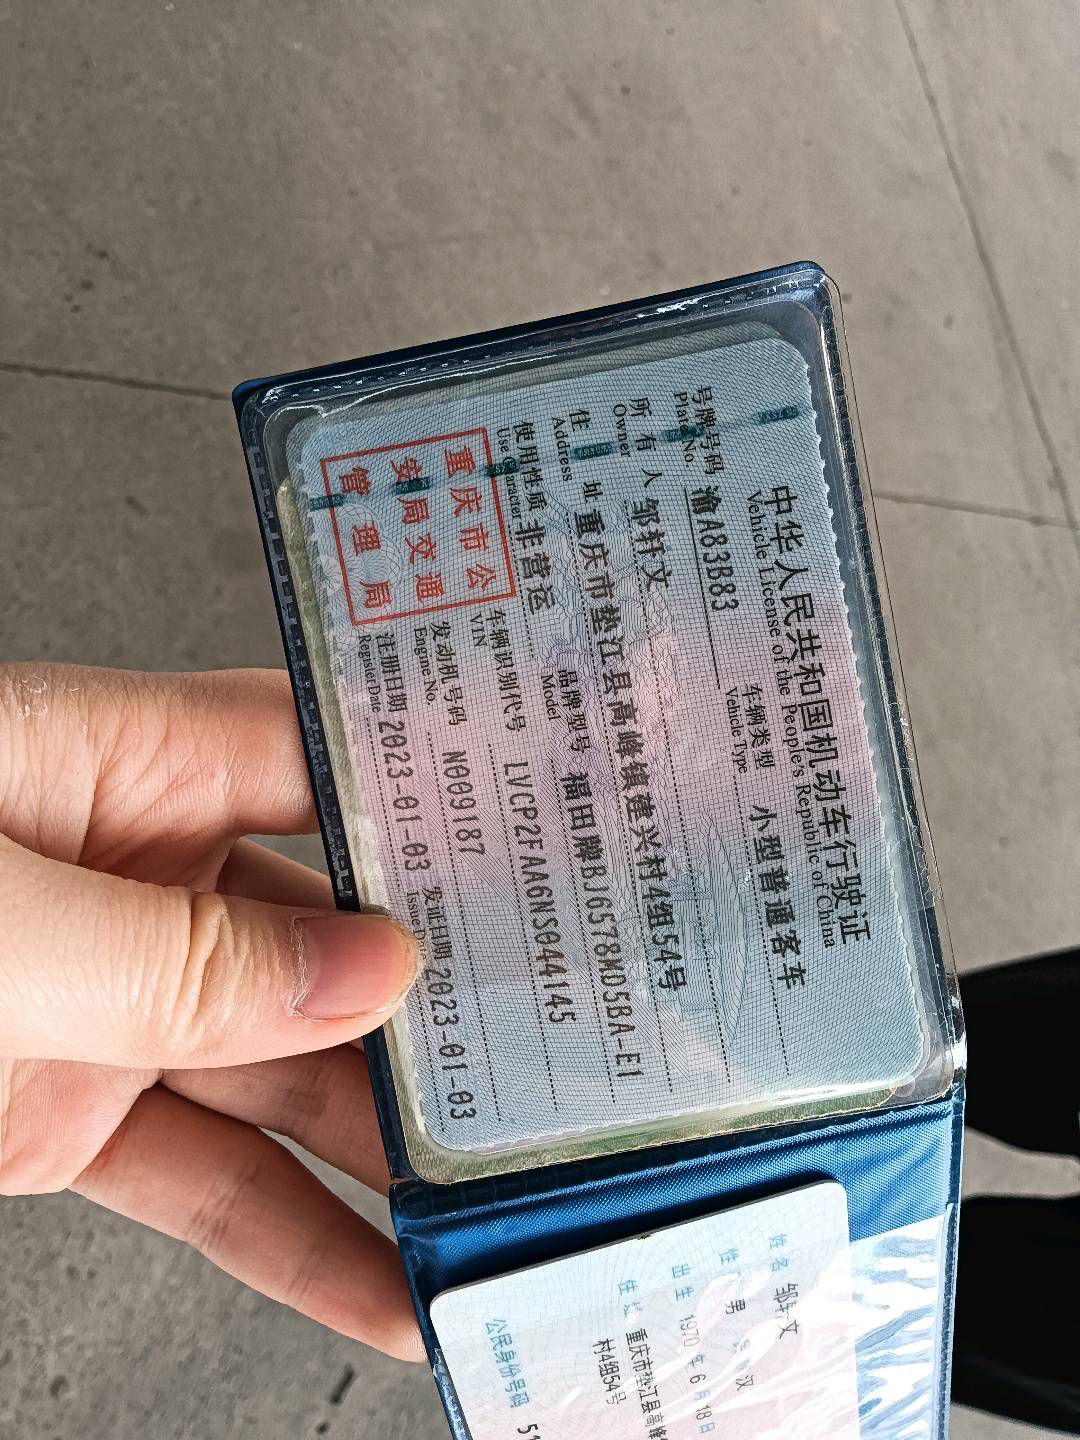 中华人民共和国机动车行驶证
Vehicle License of the People's Republic of China
号牌号码 渝A83B83 车辆类型 小型普通客车
Plate No. Vehicle Type
所有人 邹轩文
Owner
住址 重庆市垫江县高峰镇建兴村4组54号
Address
使用性质 非营运 品牌型号 福田牌BJ6578MD5BA-E1
Use Character Model
重庆市公安局交通管理局
车辆识别代号 LVCP2FAA6NS044145
VIN
发动机号码 N009187
Engine No.
注册日期 2023-01-03 发证日期 2023-01-03
Register Date Issue
姓名 邹轩文
性 男 汉
出生 1970 年 6 月 18 日
住址 重庆市垫江县高峰
村4组54号
公民身份号码 51